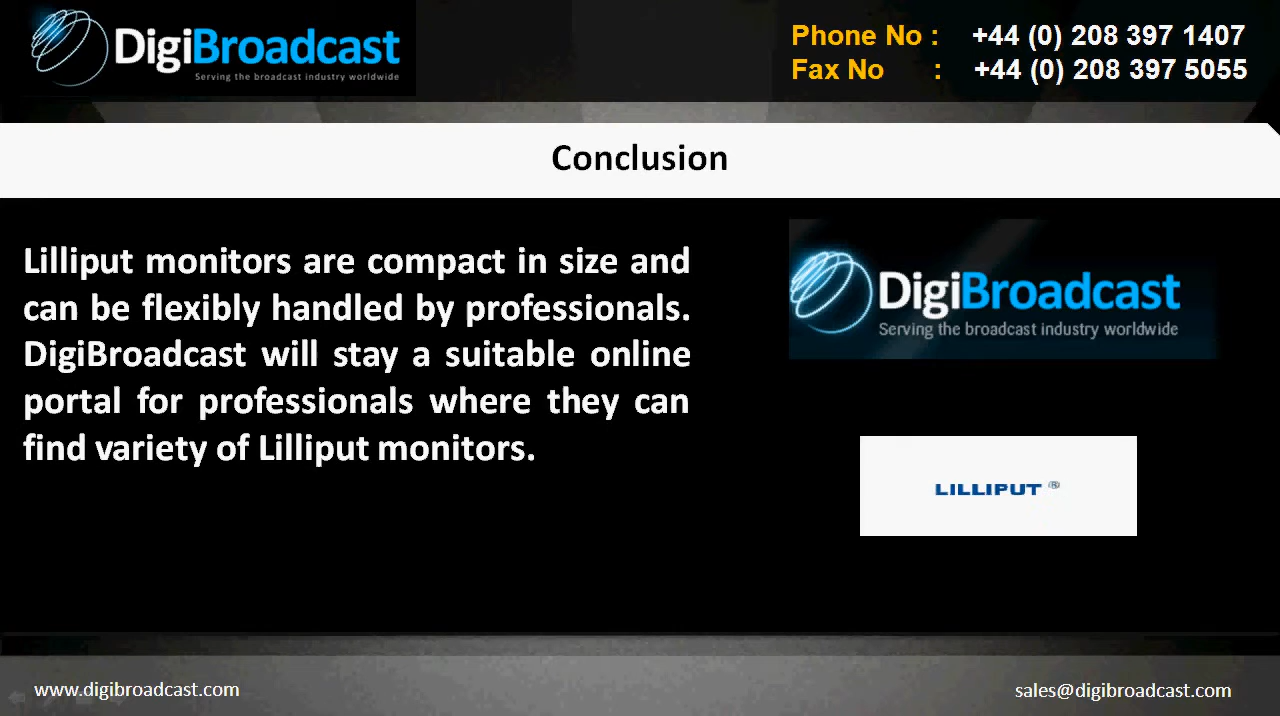 DigiBroadcast
Serving the broadcast industry worldwide
Phone No : +44 (0) 208 397 1407
Fax No : +44 (0) 208 397 5055
Conclusion
Lilliput monitors are compact in size and
can be flexibly handled by professionals.
DigiBroadcast will stay a suitable online
portal for professionals where they can
find variety of Lilliput monitors.
DigiBroadcast
Serving the broadcast industry worldwide
LILLIPUT ®
www.digibroadcast.com
sales@digibroadcast.com